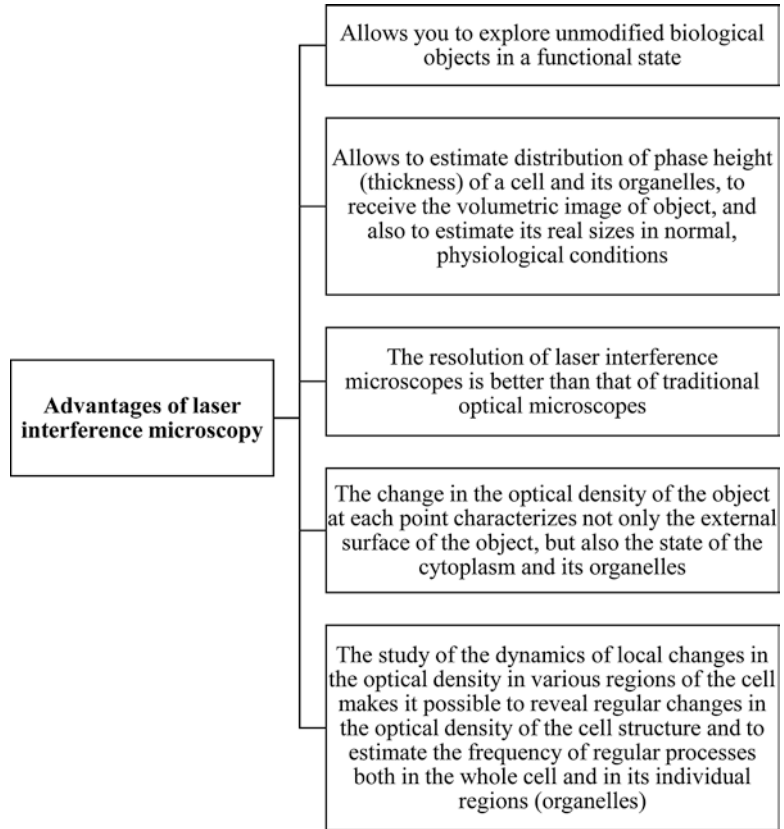 Allows you to explore unmodified biological
objects in a functional state
Allows to estimate distribution of phase height
(thickness) of a cell and its organelles, to
receive the volumetric image of object, and
also to estimate its real sizes in normal,
physiological conditions
Advantages of laser
interference microscopy
The resolution of laser interference
microscopes is better than that of traditional
optical microscopes
The change in the optical density of the object
at each point characterizes not only the external
surface of the object, but also the state of the
cytoplasm and its organelles
The study of the dynamics of local changes in
the optical density in various regions of the cell
makes it possible to reveal regular changes in
the optical density of the cell structure and to
estimate the frequency of regular processes
both in the whole cell and in its individual
regions (organelles)